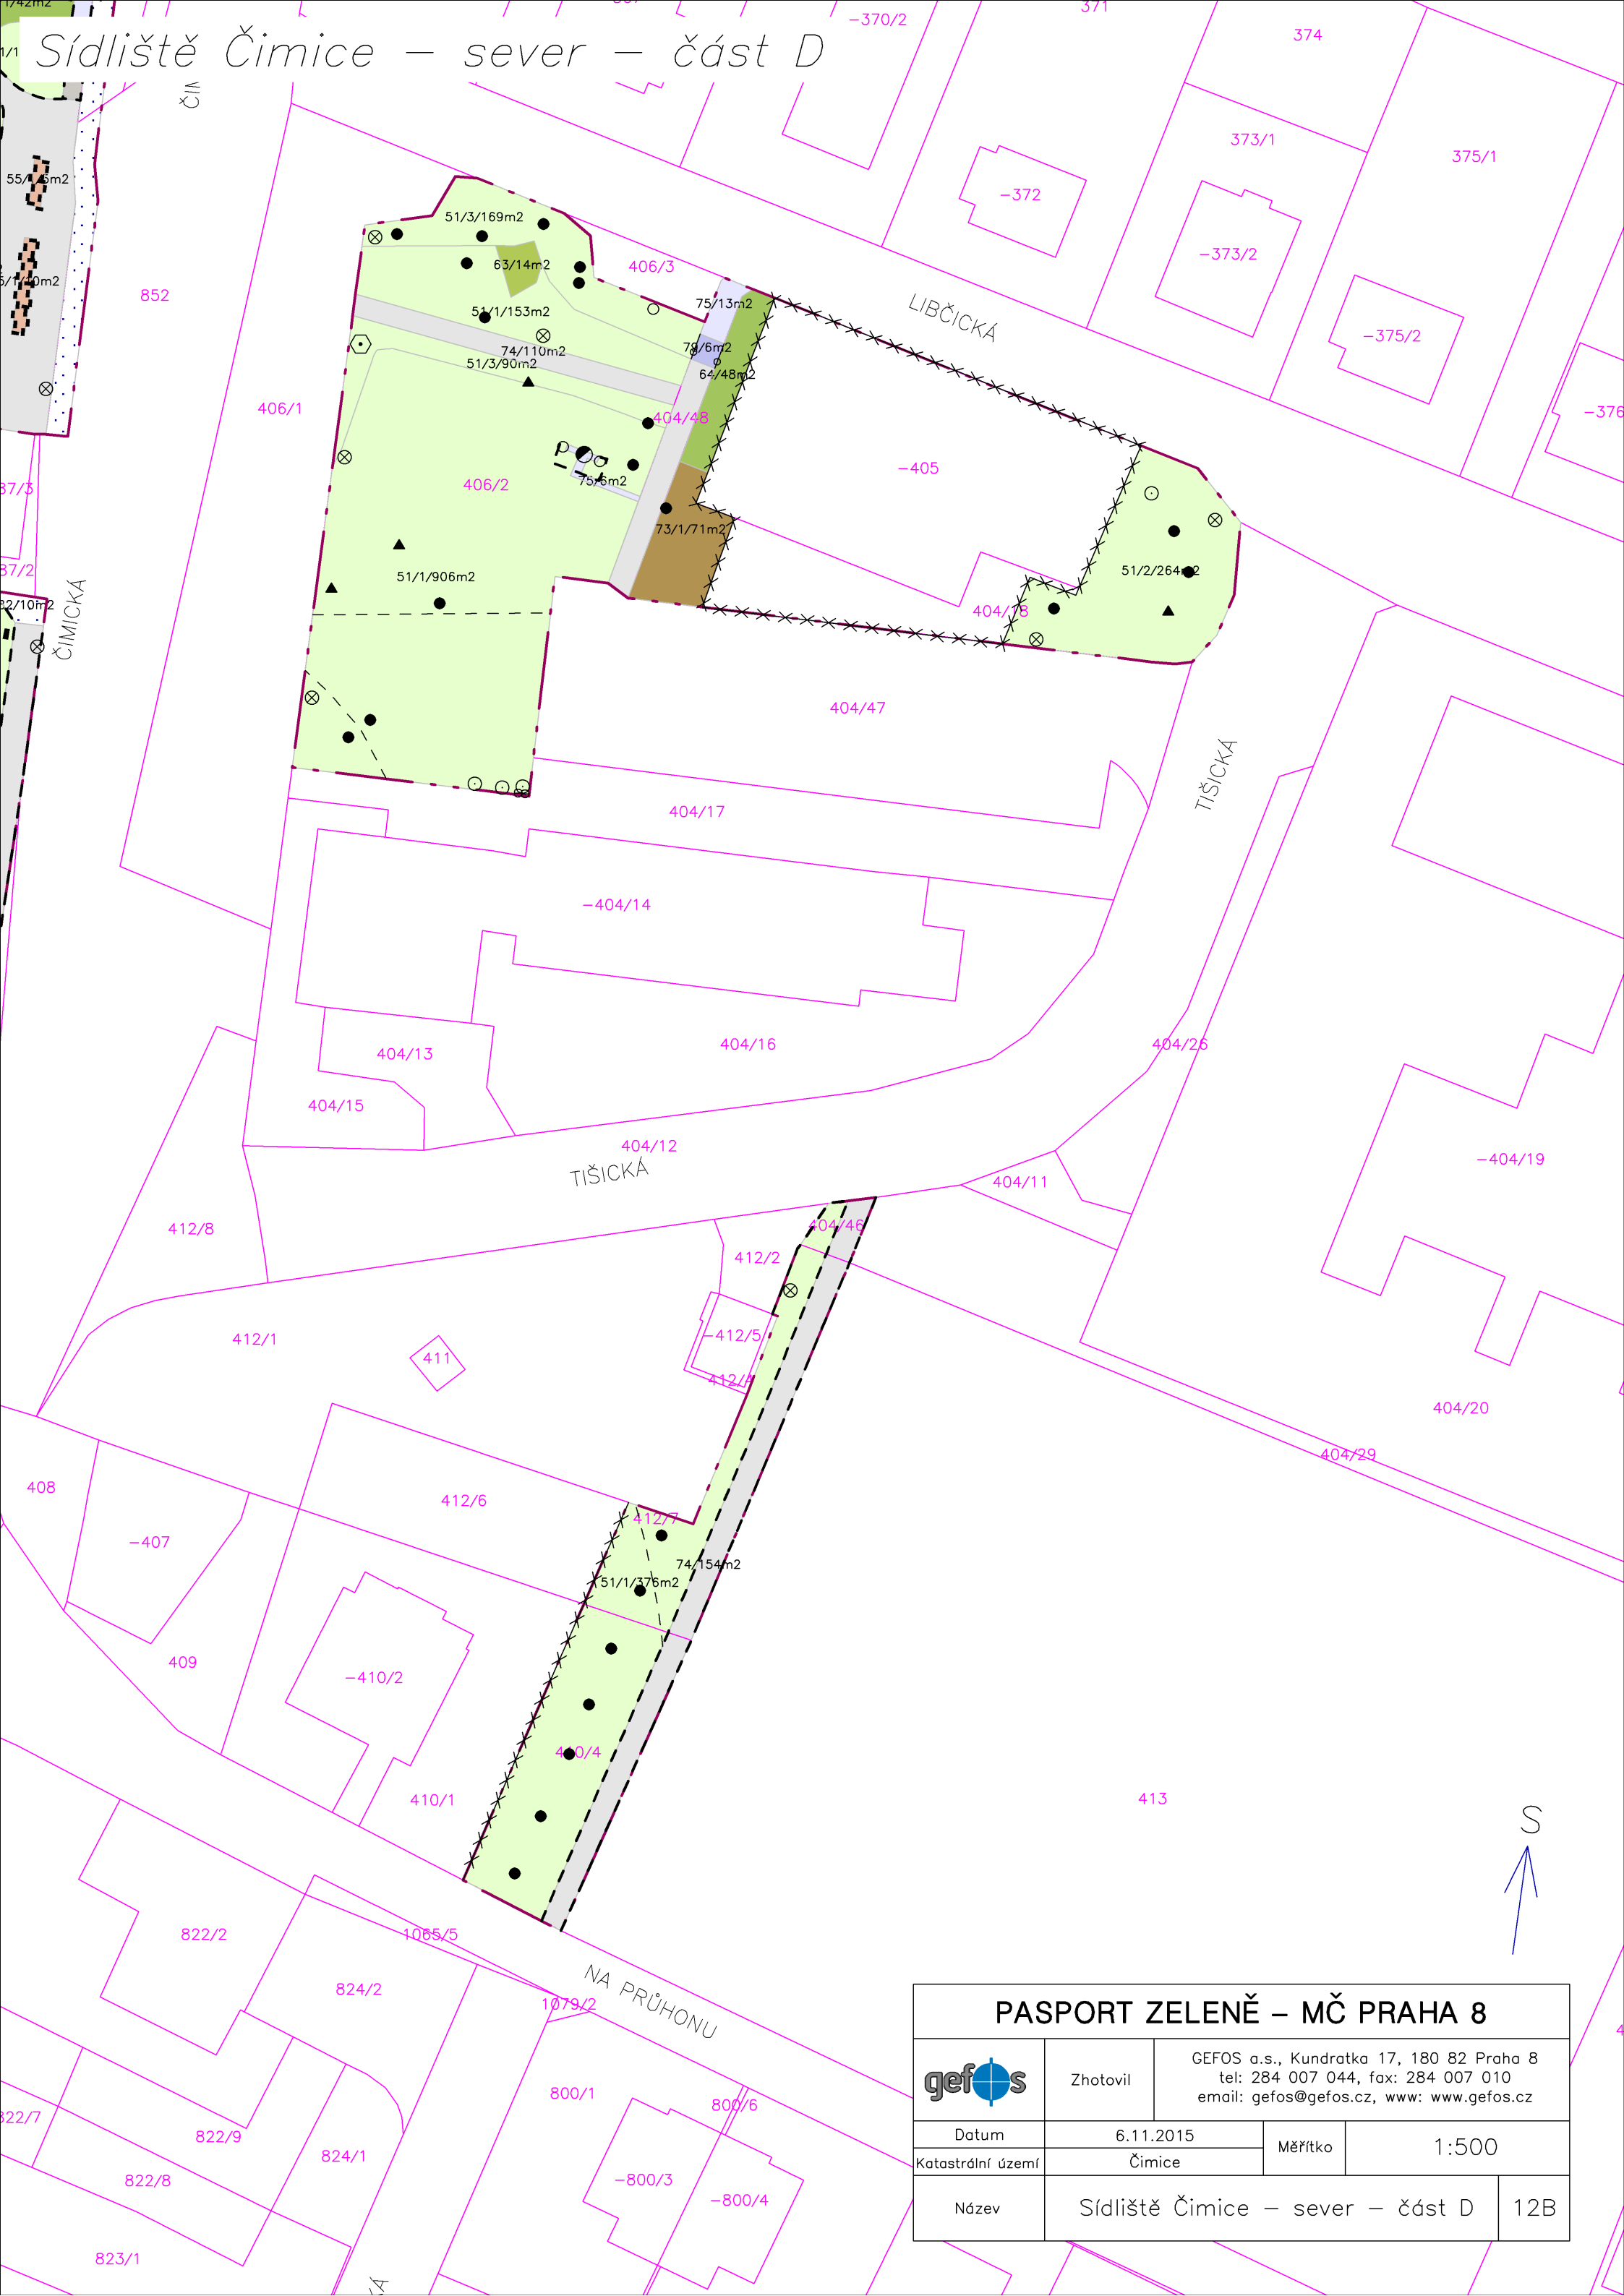 Sídliště Čimice – sever – část D
-370/2
371
374
373/1
375/1
-372
-373/2
-375/2
852
406/3
LIBČICKÁ
51/3/169m2
63/14m2
51/1/153m2
74/110m2
51/3/90m2
75/13m2
79/6m2
64/48m2
404/48
406/1
406/2
75/6m2
73/1/71m2
-405
51/2/264m2
404/18
51/1/906m2
ČIMICKÁ
404/47
404/17
TIŠICKÁ
-404/14
404/13
404/16
404/26
404/15
404/12
TIŠICKÁ
404/11
-404/19
412/8
404/46
412/2
412/1
411
-412/5
404/20
404/29
408
412/6
412/7
-407
74/154m2
51/1/376m2
409
-410/2
410/4
410/1
413
S
822/2
1065/5
824/2
1079/2
NA PRŮHONU
800/1
800/6
822/9
824/1
822/8
-800/3
-800/4
823/1
PASPORT ZELENĚ – MČ PRAHA 8
gefos
Zhotovil
GEFOS a.s., Kundratka 17, 180 82 Praha 8
tel: 284 007 044, fax: 284 007 010
email: gefos@gefos.cz, www: www.gefos.cz
Datum
6.11.2015
Měřítko
1:500
Katastrální území
Čimice
Název
Sídliště Čimice – sever – část D
12B